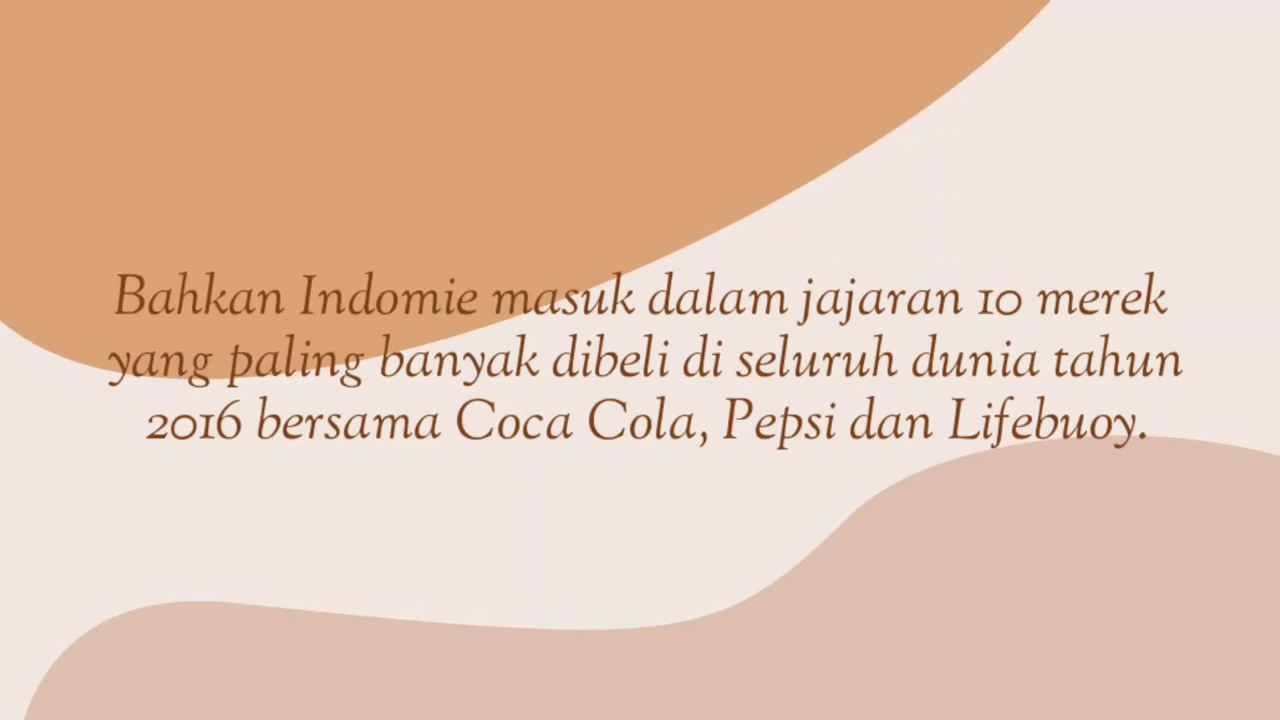 Bahkan Indomie masuk dalam jajaran 10 merek
yang paling banyak dibeli di seluruh dunia tahun
2016 bersama Coca Cola, Pepsi dan Lifebuoy.